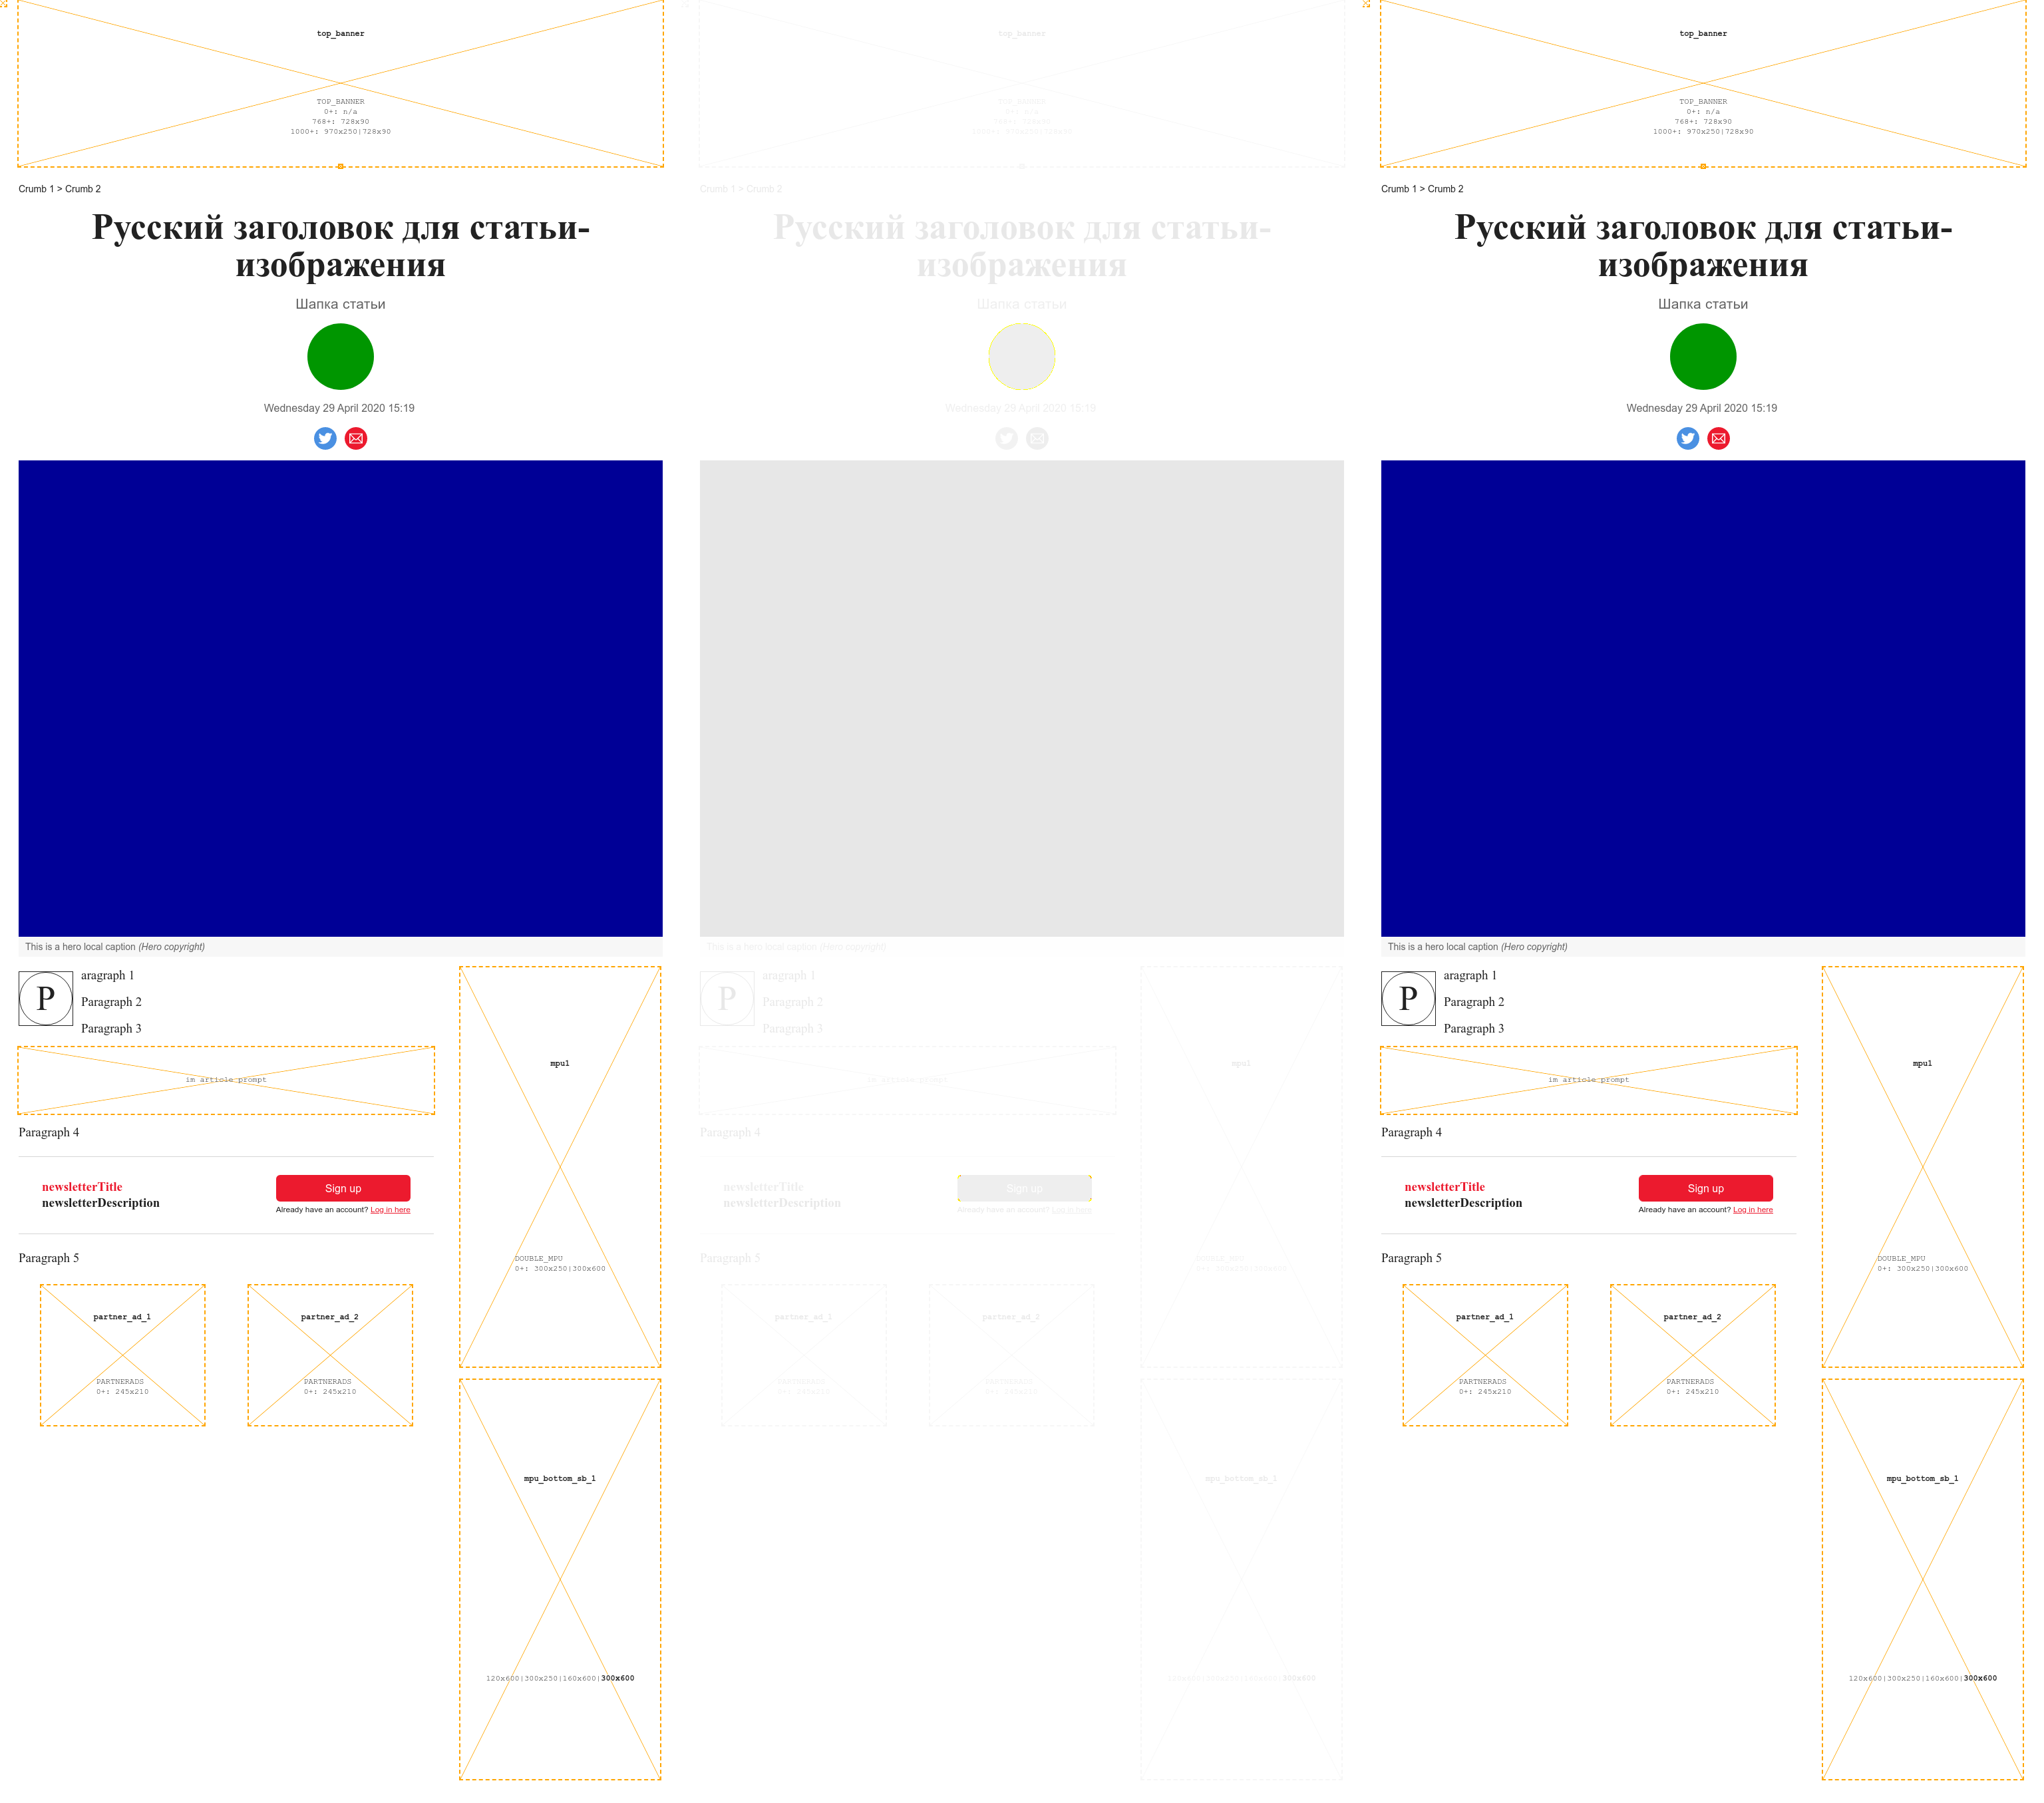 top_banner
TOP_BANNER
0+: n/a
768+: 728x90
1000+: 970x250|728x90
Crumb 1 > Crumb 2
Русский заголовок для статьи-
изображения
Шапка статьи
Wednesday 29 April 2020 15:19
This is a hero local caption (Hero copyright)
P
aragraph 1
Paragraph 2
Paragraph 3
im article prompt
Paragraph 4
newsletterTitle
newsletterDescription
Sign up
Already have an account? Log in here
Paragraph 5
partner_ad_1
PARTNERADS
0+: 245x210
partner_ad_2
PARTNERADS
0+: 245x210
mpu1
DOUBLE_MPU
0+: 300x250|300x600
mpu_bottom_sb_1
120x600|300x250|160x600|300x600
top_banner
TOP_BANNER
0+: n/a
768+: 728x90
1000+: 970x250|728x90
Crumb 1 > Crumb 2
Русский заголовок для статьи-
изображения
Шапка статьи
Wednesday 29 April 2020 15:19
This is a hero local caption (Hero copyright)
P
aragraph 1
Paragraph 2
Paragraph 3
im article prompt
Paragraph 4
newsletterTitle
newsletterDescription
Sign up
Already have an account? Log in here
Paragraph 5
partner_ad_1
PARTNERADS
0+: 245x210
partner_ad_2
PARTNERADS
0+: 245x210
mpu1
DOUBLE_MPU
0+: 300x250|300x600
mpu_bottom_sb_1
120x600|300x250|160x600|300x600
top_banner
TOP_BANNER
0+: n/a
768+: 728x90
1000+: 970x250|728x90
Crumb 1 > Crumb 2
Русский заголовок для статьи-
изображения
Шапка статьи
Wednesday 29 April 2020 15:19
This is a hero local caption (Hero copyright)
P
aragraph 1
Paragraph 2
Paragraph 3
im article prompt
Paragraph 4
newsletterTitle
newsletterDescription
Sign up
Already have an account? Log in here
Paragraph 5
partner_ad_1
PARTNERADS
0+: 245x210
partner_ad_2
PARTNERADS
0+: 245x210
mpu1
DOUBLE_MPU
0+: 300x250|300x600
mpu_bottom_sb_1
120x600|300x250|160x600|300x600